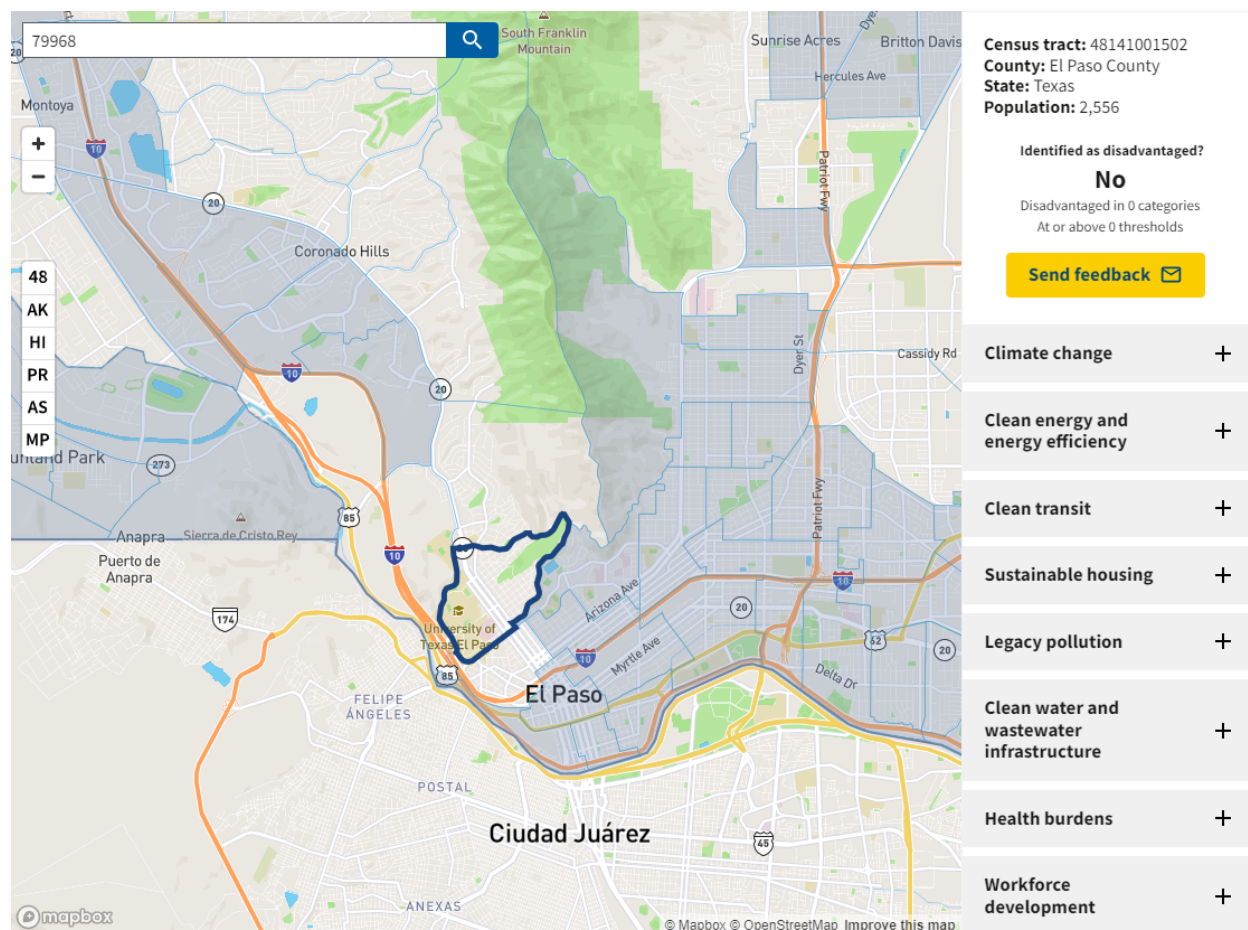 79968
South Franklin
Mountain
Sunrise Acres
Britton Davis
Dye
Hercules Ave
20
Montoya
10
+
−
Patriot Fwy
20
Coronado Hills
48
AK
HI
PR
AS
MP
10
20
Dyer St
Cassidy Rd
land Park
273
Patriot Fwy
85
Anapra
Sierra de Cristo Rey
Puerto de
Anapra
10
174
Arizona Ave
10
20
University of
Texas El Paso
Myrtle Ave
62
20
10
85
Delta Dr
El Paso
FELIPE
ÁNGELES
POSTAL
Ciudad Juárez
45
ANEXAS
mapbox
© Mapbox © OpenStreetMap Improve this map
Census tract: 48141001502
County: El Paso County
State: Texas
Population: 2,556
Identified as disadvantaged?
No
Disadvantaged in 0 categories
At or above 0 thresholds
Send feedback
Climate change +
Clean energy and
energy efficiency +
Clean transit +
Sustainable housing +
Legacy pollution +
Clean water and
wastewater
infrastructure +
Health burdens +
Workforce
development +